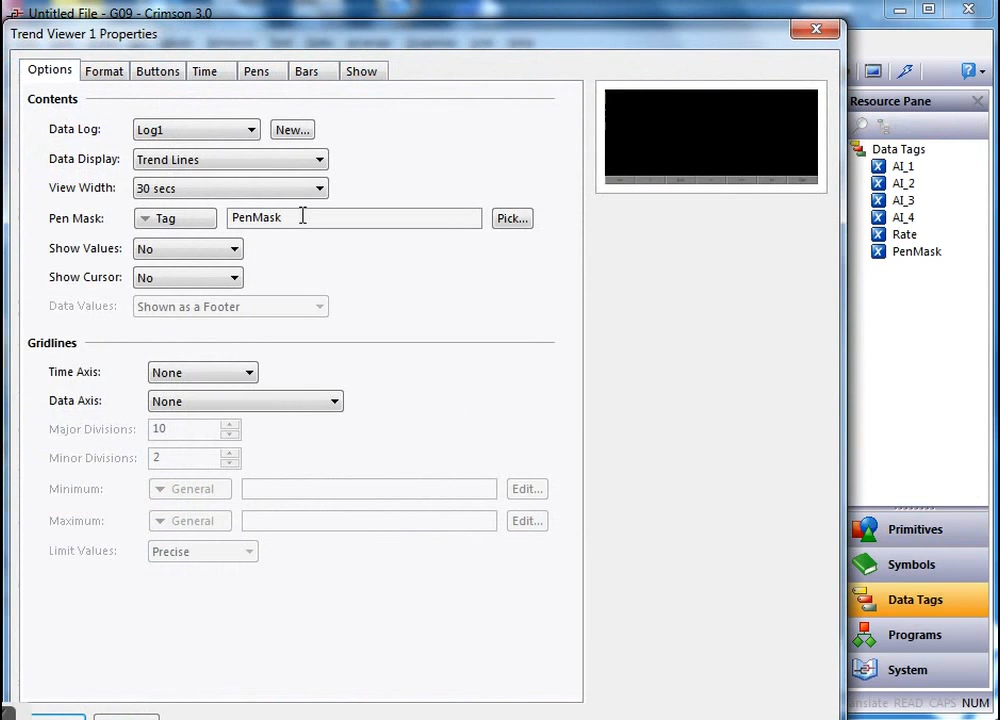 Untitled File - G09 - Crimson 3.0
Trend Viewer 1 Properties
Options Format Buttons Time Pens Bars Show
Contents
Data Log: Log1 New...
Data Display: Trend Lines
View Width: 30 secs
Pen Mask: Tag PenMask Pick...
Show Values: No
Show Cursor: No
Data Values: Shown as a Footer
Gridlines
Time Axis: None
Data Axis: None
Major Divisions: 10
Minor Divisions: 2
Minimum: General Edit...
Maximum: General Edit...
Limit Values: Precise
Resource Pane
Data Tags
AI_1
AI_2
AI_3
AI_4
Rate
PenMask
Primitives
Symbols
Data Tags
Programs
System
anslate READ CAPS NUM